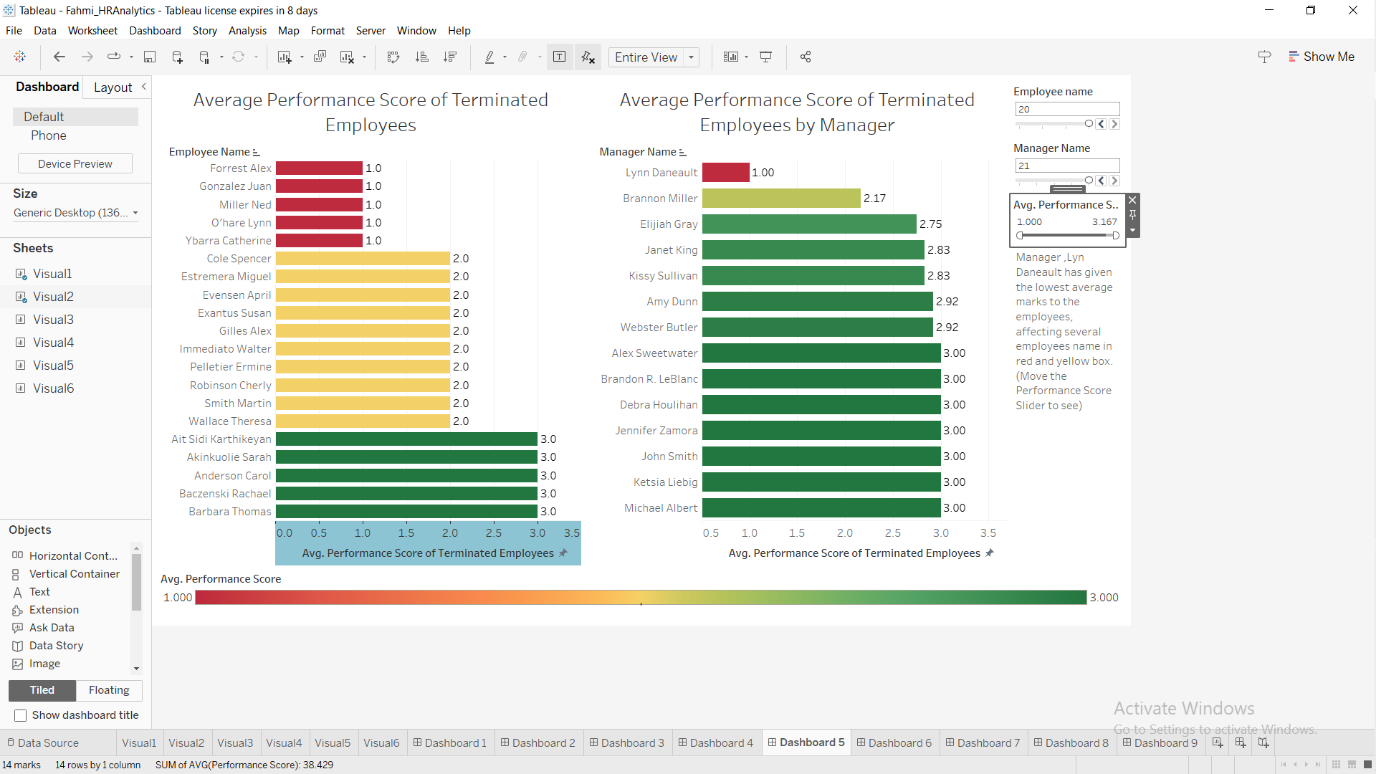 Tableau - Fahmi_HRAnalytics - Tableau license expires in 8 days
File Data Worksheet Dashboard Story Analysis Map Format Server Window Help
Entire View
Show Me
Dashboard Layout
Default
Phone
Device Preview
Size
Generic Desktop (136...
Sheets
Visual1
Visual2
Visual3
Visual4
Visual5
Visual6
Objects
Horizontal Cont...
Vertical Container
Text
Extension
Ask Data
Data Story
Image
Tiled Floating
Show dashboard title
Average Performance Score of Terminated
Employees
Employee Name
Forrest Alex 1.0
Gonzalez Juan 1.0
Miller Ned 1.0
O'hare Lynn 1.0
Ybarra Catherine 1.0
Cole Spencer 2.0
Estremera Miguel 2.0
Evensen April 2.0
Exantus Susan 2.0
Gilles Alex 2.0
Immediato Walter 2.0
Pelletier Ermine 2.0
Robinson Cherly 2.0
Smith Martin 2.0
Wallace Theresa 2.0
Ait Sidi Karthikeyan 3.0
Akinkuolie Sarah 3.0
Anderson Carol 3.0
Baczenski Rachael 3.0
Barbara Thomas 3.0
0.0 0.5 1.0 1.5 2.0 2.5 3.0 3.5
Avg. Performance Score of Terminated Employees
Average Performance Score of Terminated
Employees by Manager
Manager Name
Lynn Daneault 1.00
Brannon Miller 2.17
Elijiah Gray 2.75
Janet King 2.83
Kissy Sullivan 2.83
Amy Dunn 2.92
Webster Butler 2.92
Alex Sweetwater 3.00
Brandon R. LeBlanc 3.00
Debra Houlihan 3.00
Jennifer Zamora 3.00
John Smith 3.00
Ketsia Liebig 3.00
Michael Albert 3.00
0.5 1.0 1.5 2.0 2.5 3.0 3.5
Avg. Performance Score of Terminated Employees
Employee name
20
Manager Name
21
Avg. Performance S..
1.000 3.167
Manager ,Lyn
Daneault has given
the lowest average
marks to the
employees,
affecting several
employees name in
red and yellow box.
(Move the
Performance Score
Slider to see)
Avg. Performance Score
1.000 3.000
Activate Windows
Go to Settings to activate Windows.
Data Source Visual1 Visual2 Visual3 Visual4 Visual5 Visual6 Dashboard 1 Dashboard 2 Dashboard 3 Dashboard 4 Dashboard 5 Dashboard 6 Dashboard 7 Dashboard 8 Dashboard 9
14 marks 14 rows by 1 column SUM of AVG(Performance Score): 38.429